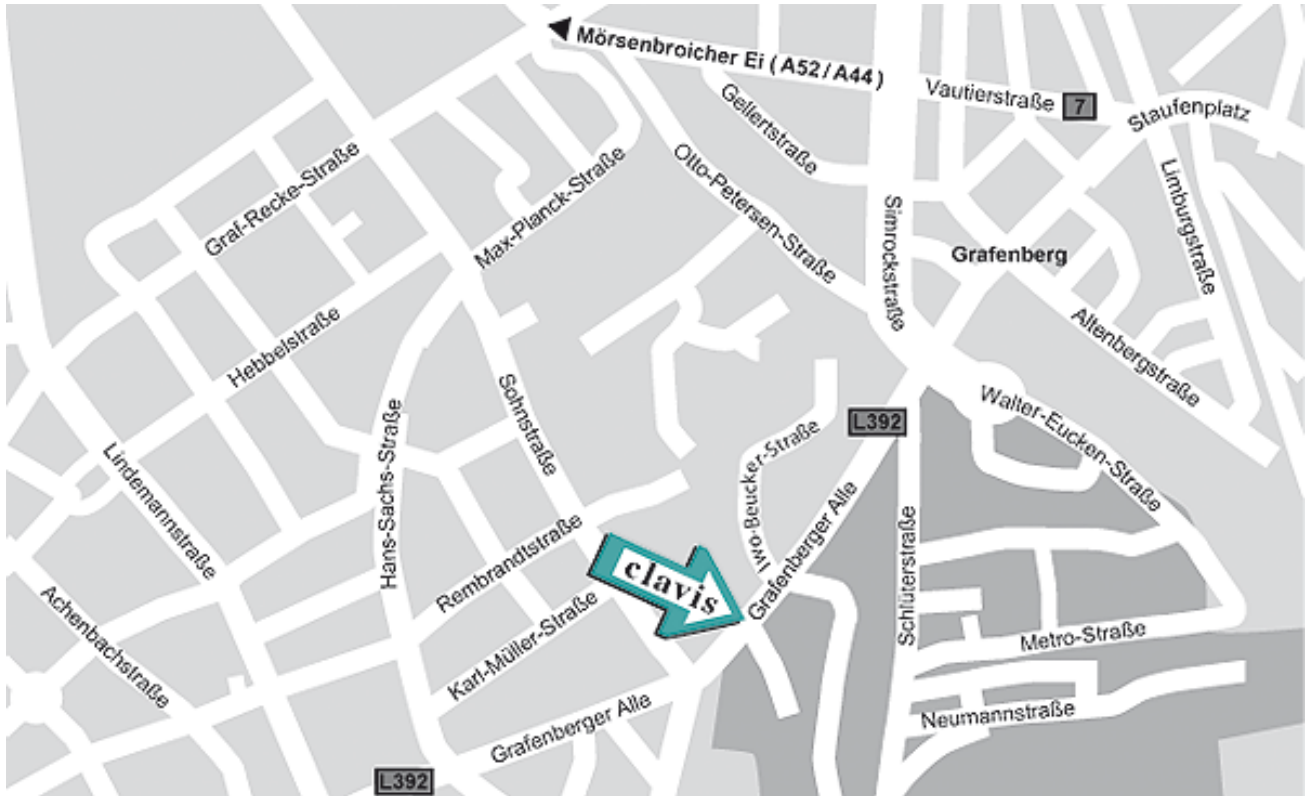 Mörsenbroicher Ei ( A52 / A44 )
Vautierstraße
7
Staufenplatz
Gellertstraße
Otto-Petersen-Straße
Limburgstraße
Graf-Recke-Straße
Max-Planck-Straße
Simrockstraße
Grafenberg
Hebbelstraße
Altenbergstraße
Sohnstraße
Walter-Eucken-Straße
L392
Hans-Sachs-Straße
Lindemannstraße
Iwo-Beucker-Straße
Grafenberger Alle
Schlüterstraße
Rembrandtstraße
clavis
Achenbachstraße
Karl-Müller-Straße
Metro-Straße
Grafenberger Alle
Neumannstraße
L392